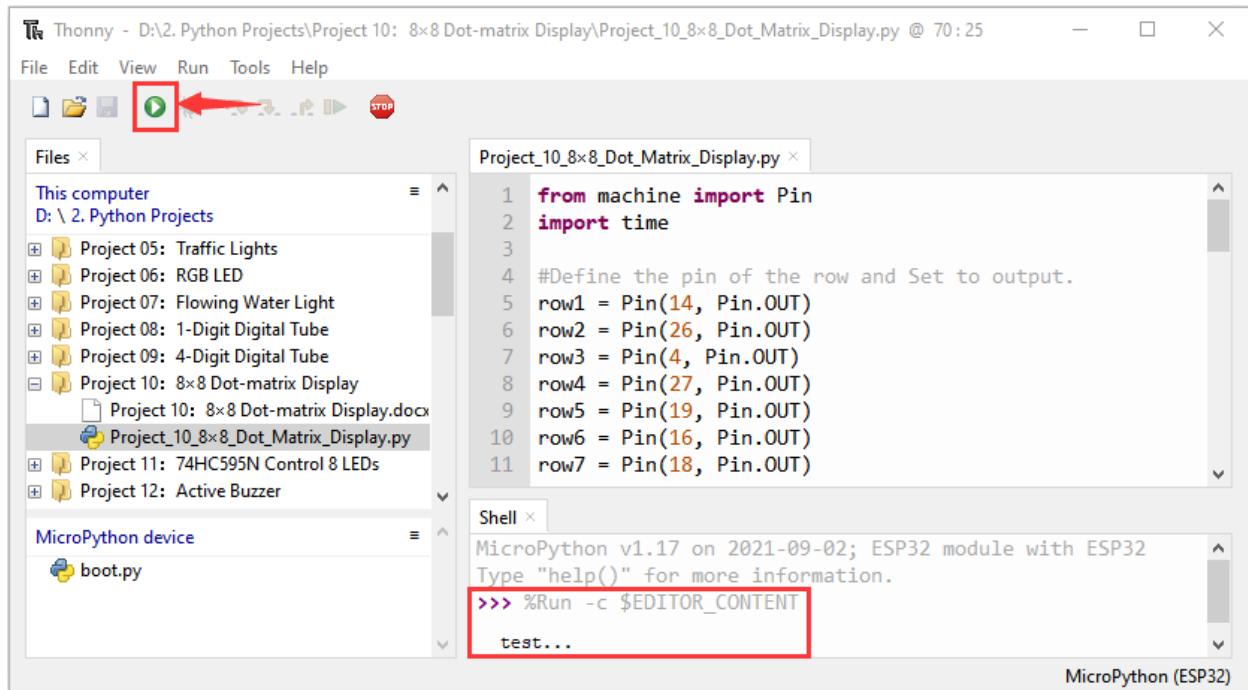 Thonny - D:\2. Python Projects\Project 10: 8×8 Dot-matrix Display\Project_10_8×8_Dot_Matrix_Display.py @ 70:25
File Edit View Run Tools Help
STOP
Files ×
This computer
D: \ 2. Python Projects
Project 05: Traffic Lights
Project 06: RGB LED
Project 07: Flowing Water Light
Project 08: 1-Digit Digital Tube
Project 09: 4-Digit Digital Tube
Project 10: 8×8 Dot-matrix Display
Project 10: 8×8 Dot-matrix Display.docx
Project_10_8×8_Dot_Matrix_Display.py
Project 11: 74HC595N Control 8 LEDs
Project 12: Active Buzzer
MicroPython device
boot.py
Project_10_8×8_Dot_Matrix_Display.py ×
1 from machine import Pin
2 import time
3
4 #Define the pin of the row and Set to output.
5 row1 = Pin(14, Pin.OUT)
6 row2 = Pin(26, Pin.OUT)
7 row3 = Pin(4, Pin.OUT)
8 row4 = Pin(27, Pin.OUT)
9 row5 = Pin(19, Pin.OUT)
10 row6 = Pin(16, Pin.OUT)
11 row7 = Pin(18, Pin.OUT)
Shell ×
MicroPython v1.17 on 2021-09-02; ESP32 module with ESP32
Type "help()" for more information.
>>> %Run -c $EDITOR_CONTENT
test...
MicroPython (ESP32)